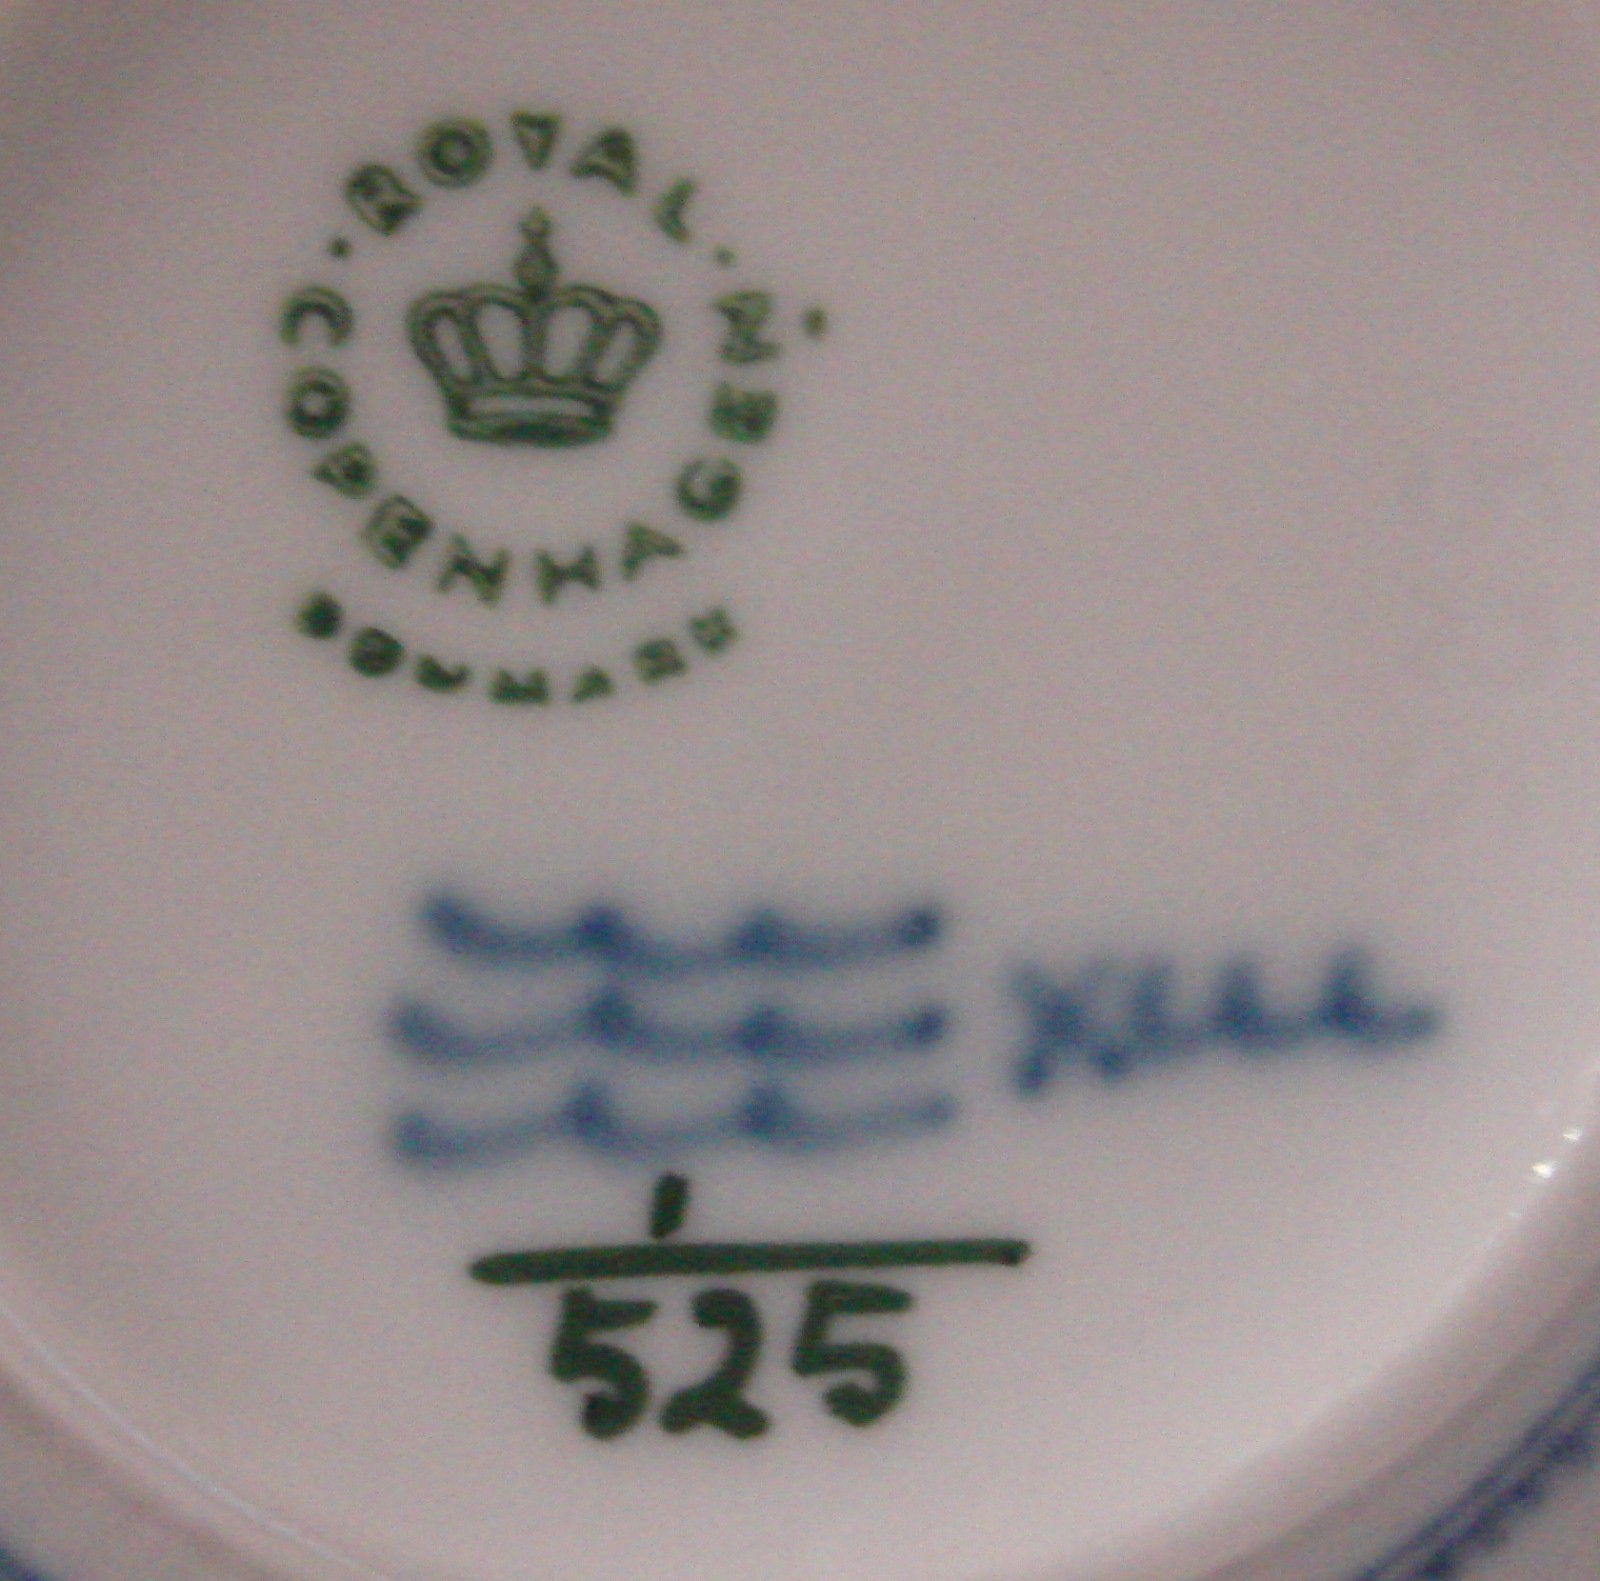 ROYAL
COPENHAGEN
DENMARK
1
525